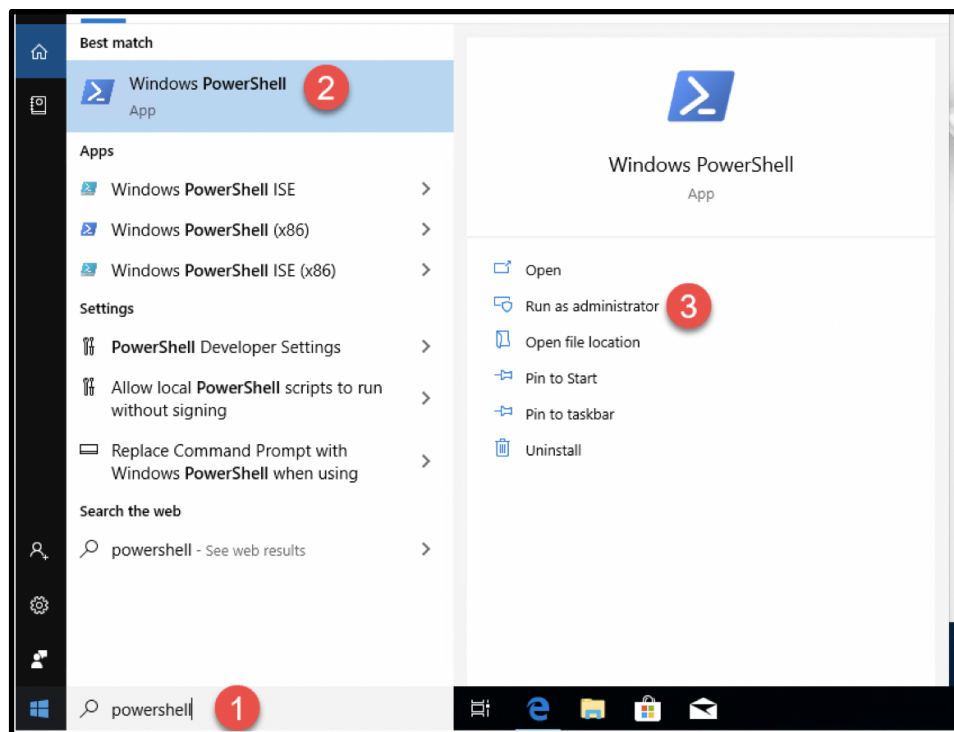 Best match
Windows PowerShell
2
App
Apps
Windows PowerShell ISE
Windows PowerShell (x86)
Windows PowerShell ISE (x86)
Settings
PowerShell Developer Settings
Allow local PowerShell scripts to run
without signing
Replace Command Prompt with
Windows PowerShell when using
Search the web
powershell - See web results
powershell
1
Windows PowerShell
App
Open
Run as administrator
3
Open file location
Pin to Start
Pin to taskbar
Uninstall